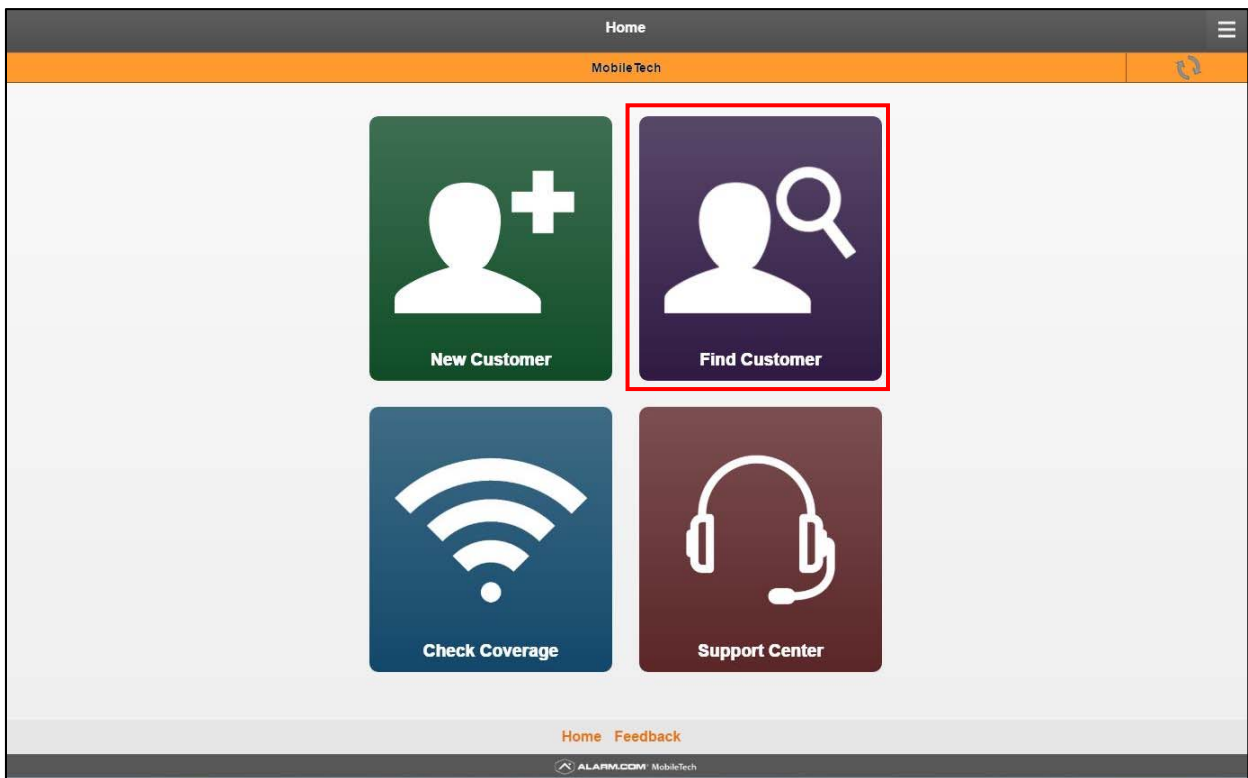 Home
MobileTech
New Customer
Find Customer
Check Coverage
Support Center
Home Feedback
ALARM.COM® MobileTech